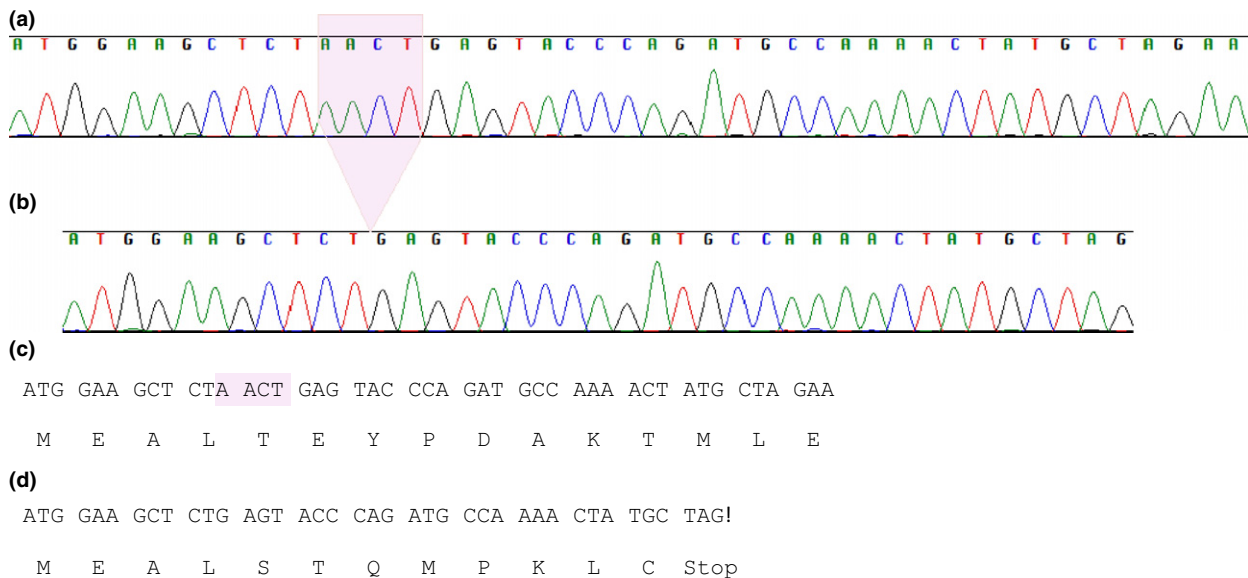 (a)
A T G G A A G C T C T A A C T G A G T A C C C A G A T G C C A A A A C T A T G C T A G A A
(b)
A T G G A A G C T C T G A G T A C C C A G A T G C C A A A A C T A T G C T A G
(c)
ATG GAA GCT CTA ACT GAG TAC CCA GAT GCC AAA ACT ATG CTA GAA
M E A L T E Y P D A K T M L E
(d)
ATG GAA GCT CTG AGT ACC CAG ATG CCA AAA CTA TGC TAG!
M E A L S T Q M P K L C Stop